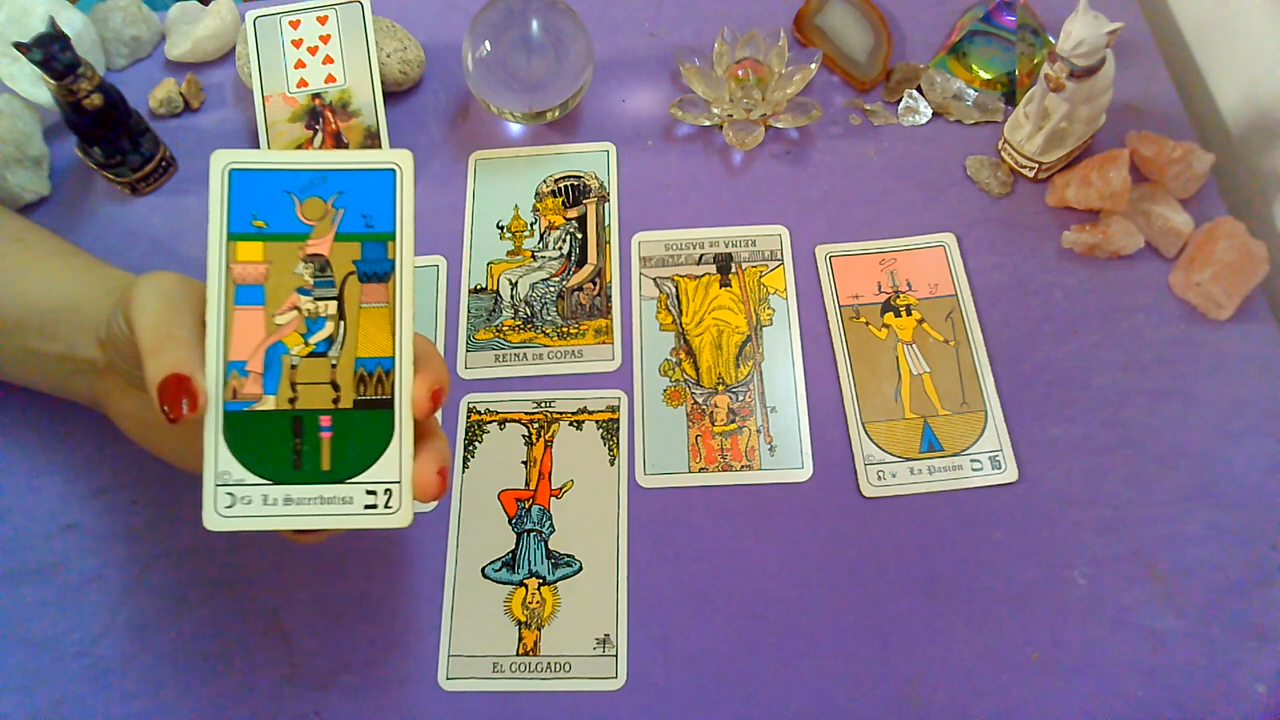 La Sacerdotisa ב 2
REINA DE COPAS
REINA DE BASTOS
XII
EL COLGADO
La Pasión כ 15